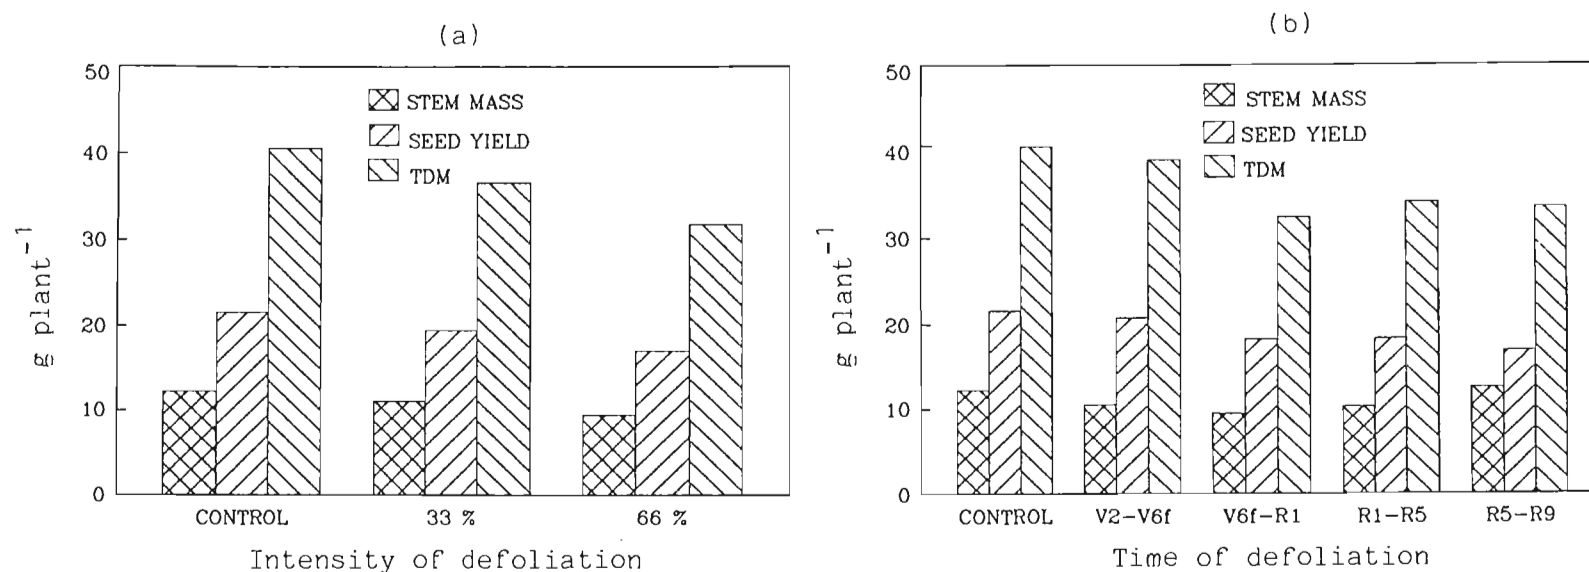 (a)
50
40
30
20
10
0
g plant⁻¹
STEM MASS
SEED YIELD
TDM
CONTROL 33 % 66 %
Intensity of defoliation
(b)
50
40
30
20
10
0
g plant⁻¹
STEM MASS
SEED YIELD
TDM
CONTROL V2-V6f V6f-R1 R1-R5 R5-R9
Time of defoliation